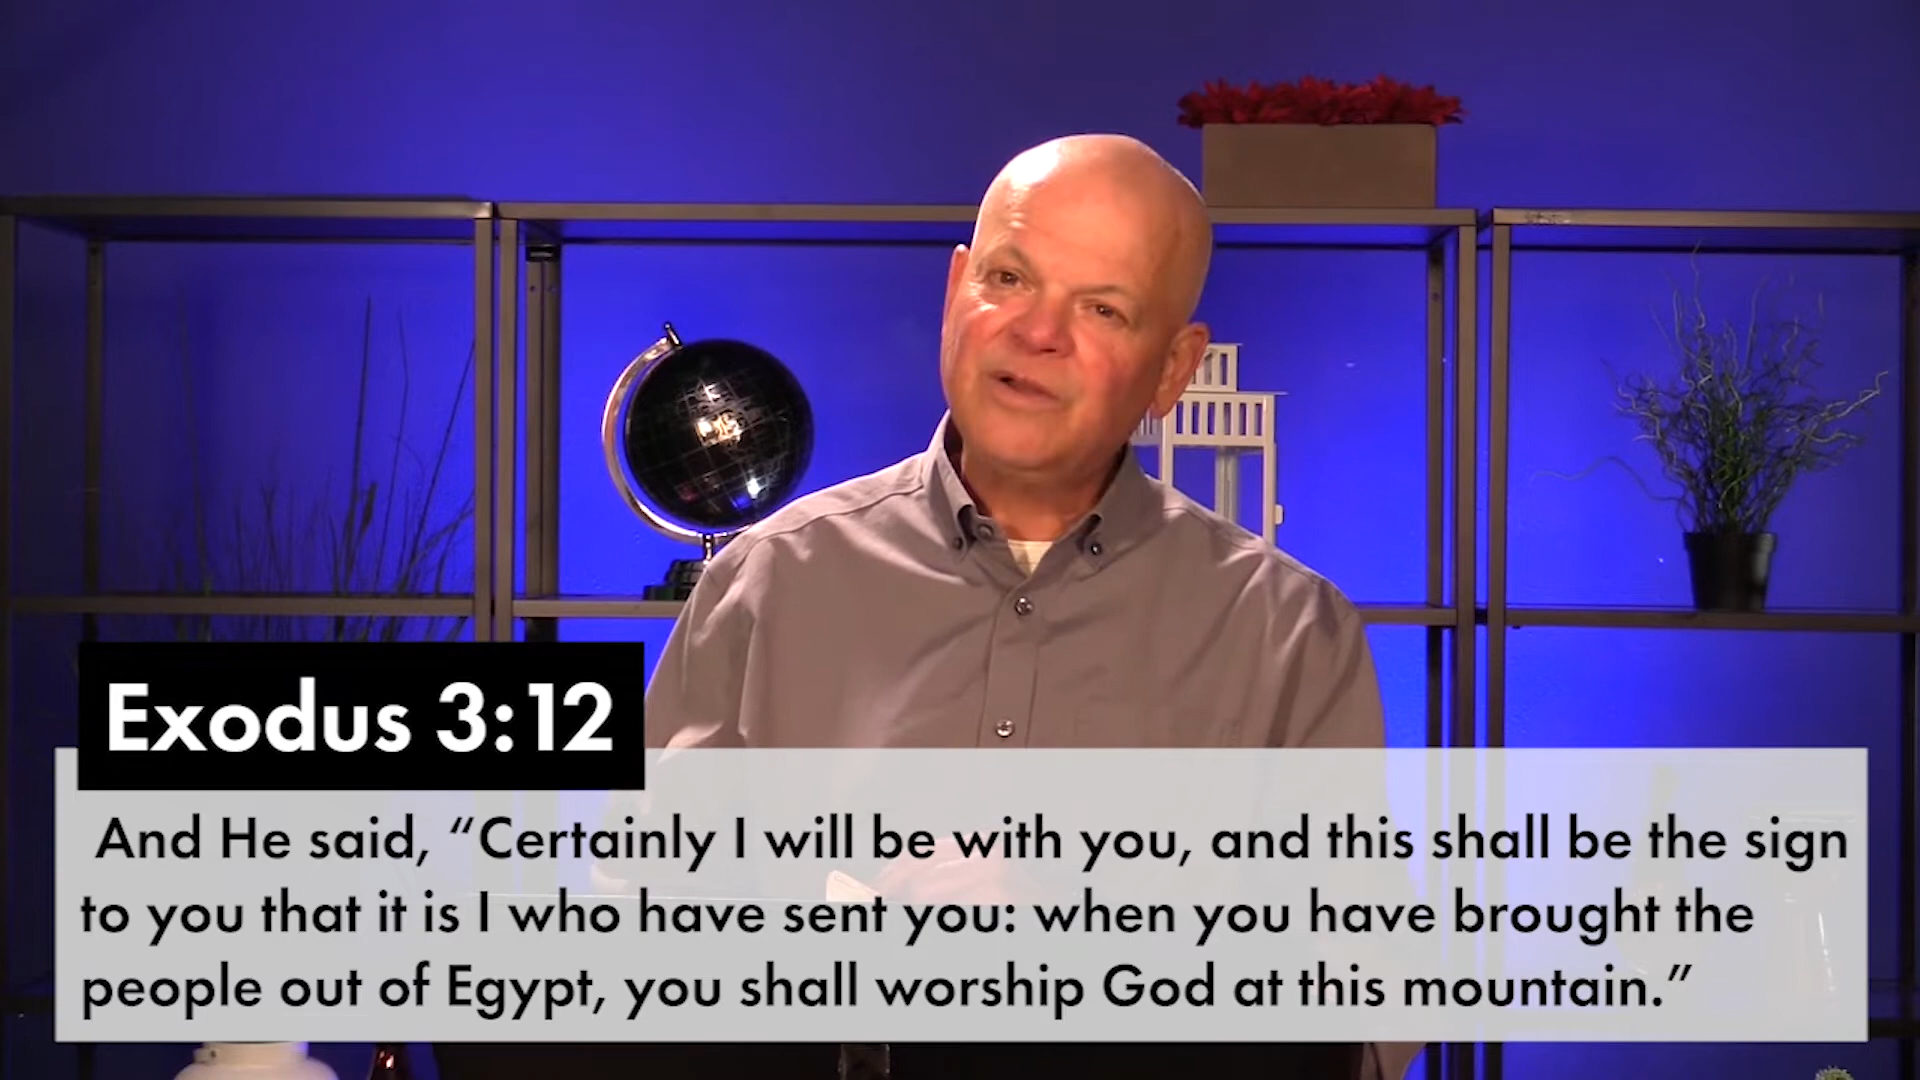 Exodus 3:12
And He said, “Certainly I will be with you, and this shall be the sign
to you that it is I who have sent you: when you have brought the
people out of Egypt, you shall worship God at this mountain.”